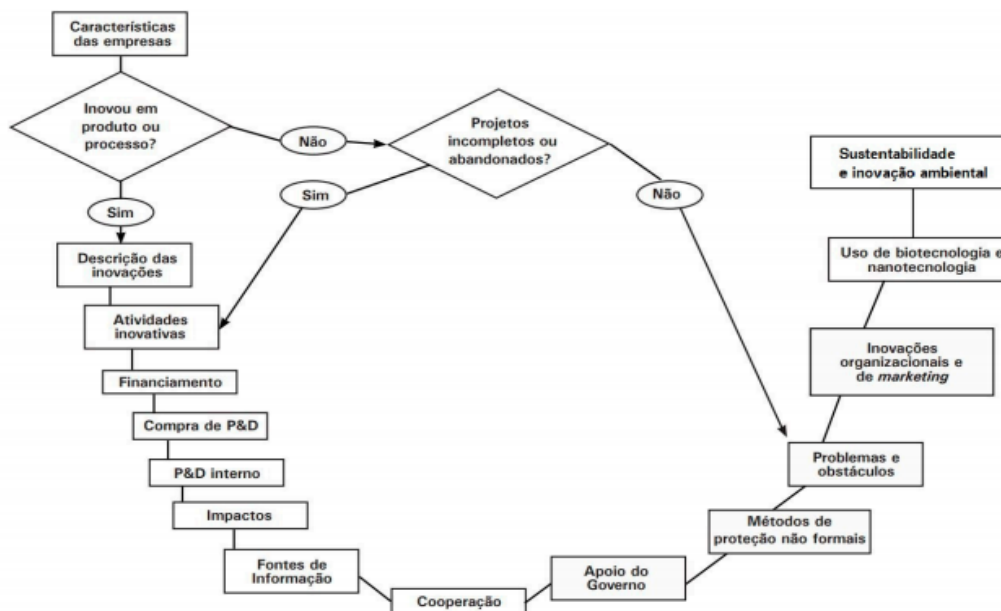 Características
das empresas
Inovou em
produto ou
processo?
Não
Projetos
incompletos ou
abandonados?
Sim
Sim
Não
Descrição das
inovações
Atividades
inovativas
Financiamento
Compra de P&D
P&D interno
Impactos
Fontes de
Informação
Cooperação
Apoio do
Governo
Métodos de
proteção não formais
Problemas e
obstáculos
Inovações
organizacionais e
de marketing
Uso de biotecnologia e
nanotecnologia
Sustentabilidade
e inovação ambiental